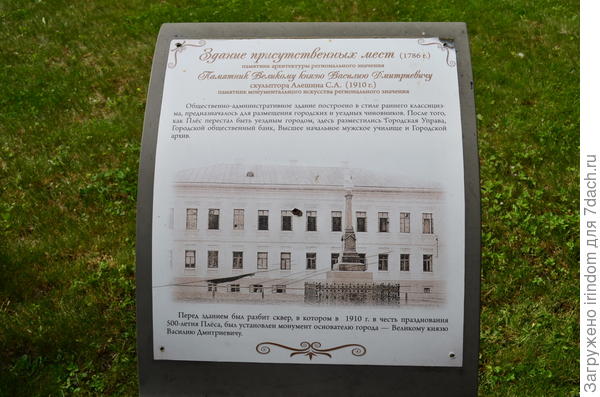 Здание присутственных мест (1786 г.)
памятник архитектуры регионального значения
Памятник Великому князю Василию Дмитриевичу
скульптора Алешина С.А. (1910 г.)
памятник монументального искусства регионального значения
Общественно-административное здание построено в стиле раннего классициз-
ма, предназначалось для размещения городских и уездных чиновников. После того,
как Плёс перестал быть уездным городом, здесь разместились Городская Управа,
Городской общественный банк, Высшее начальное мужское училище и Городской
архив.
Перед зданием был разбит сквер, в котором в 1910 г. в честь празднования
500-летия Плёса, был установлен монумент основателю города — Великому князю
Василию Дмитриевичу.
Загружено irindom для 7dach.ru